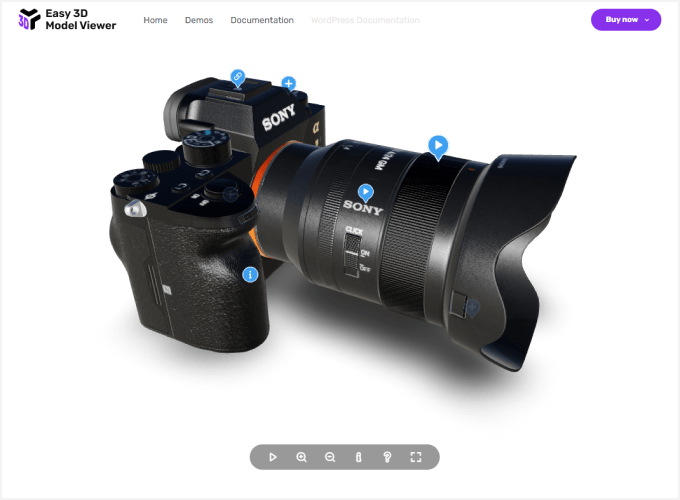 Easy 3D
Model Viewer
Home
Demos
Documentation
WordPress Documentation
Buy now
SONY
α
SONY
CLICK
ON
OFF